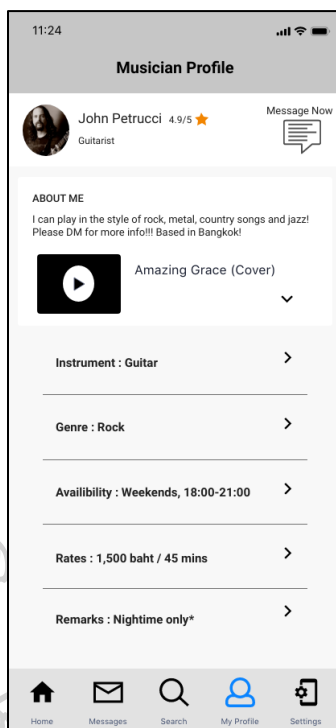 11:24
Musician Profile
John Petrucci 4.9/5
Guitarist
Message Now
ABOUT ME
I can play in the style of rock, metal, country songs and jazz!
Please DM for more info!!! Based in Bangkok!
Amazing Grace (Cover)
Instrument : Guitar
Genre : Rock
Availibility : Weekends, 18:00-21:00
Rates : 1,500 baht / 45 mins
Remarks : Nightime only*
Home Messages Search My Profile Settings